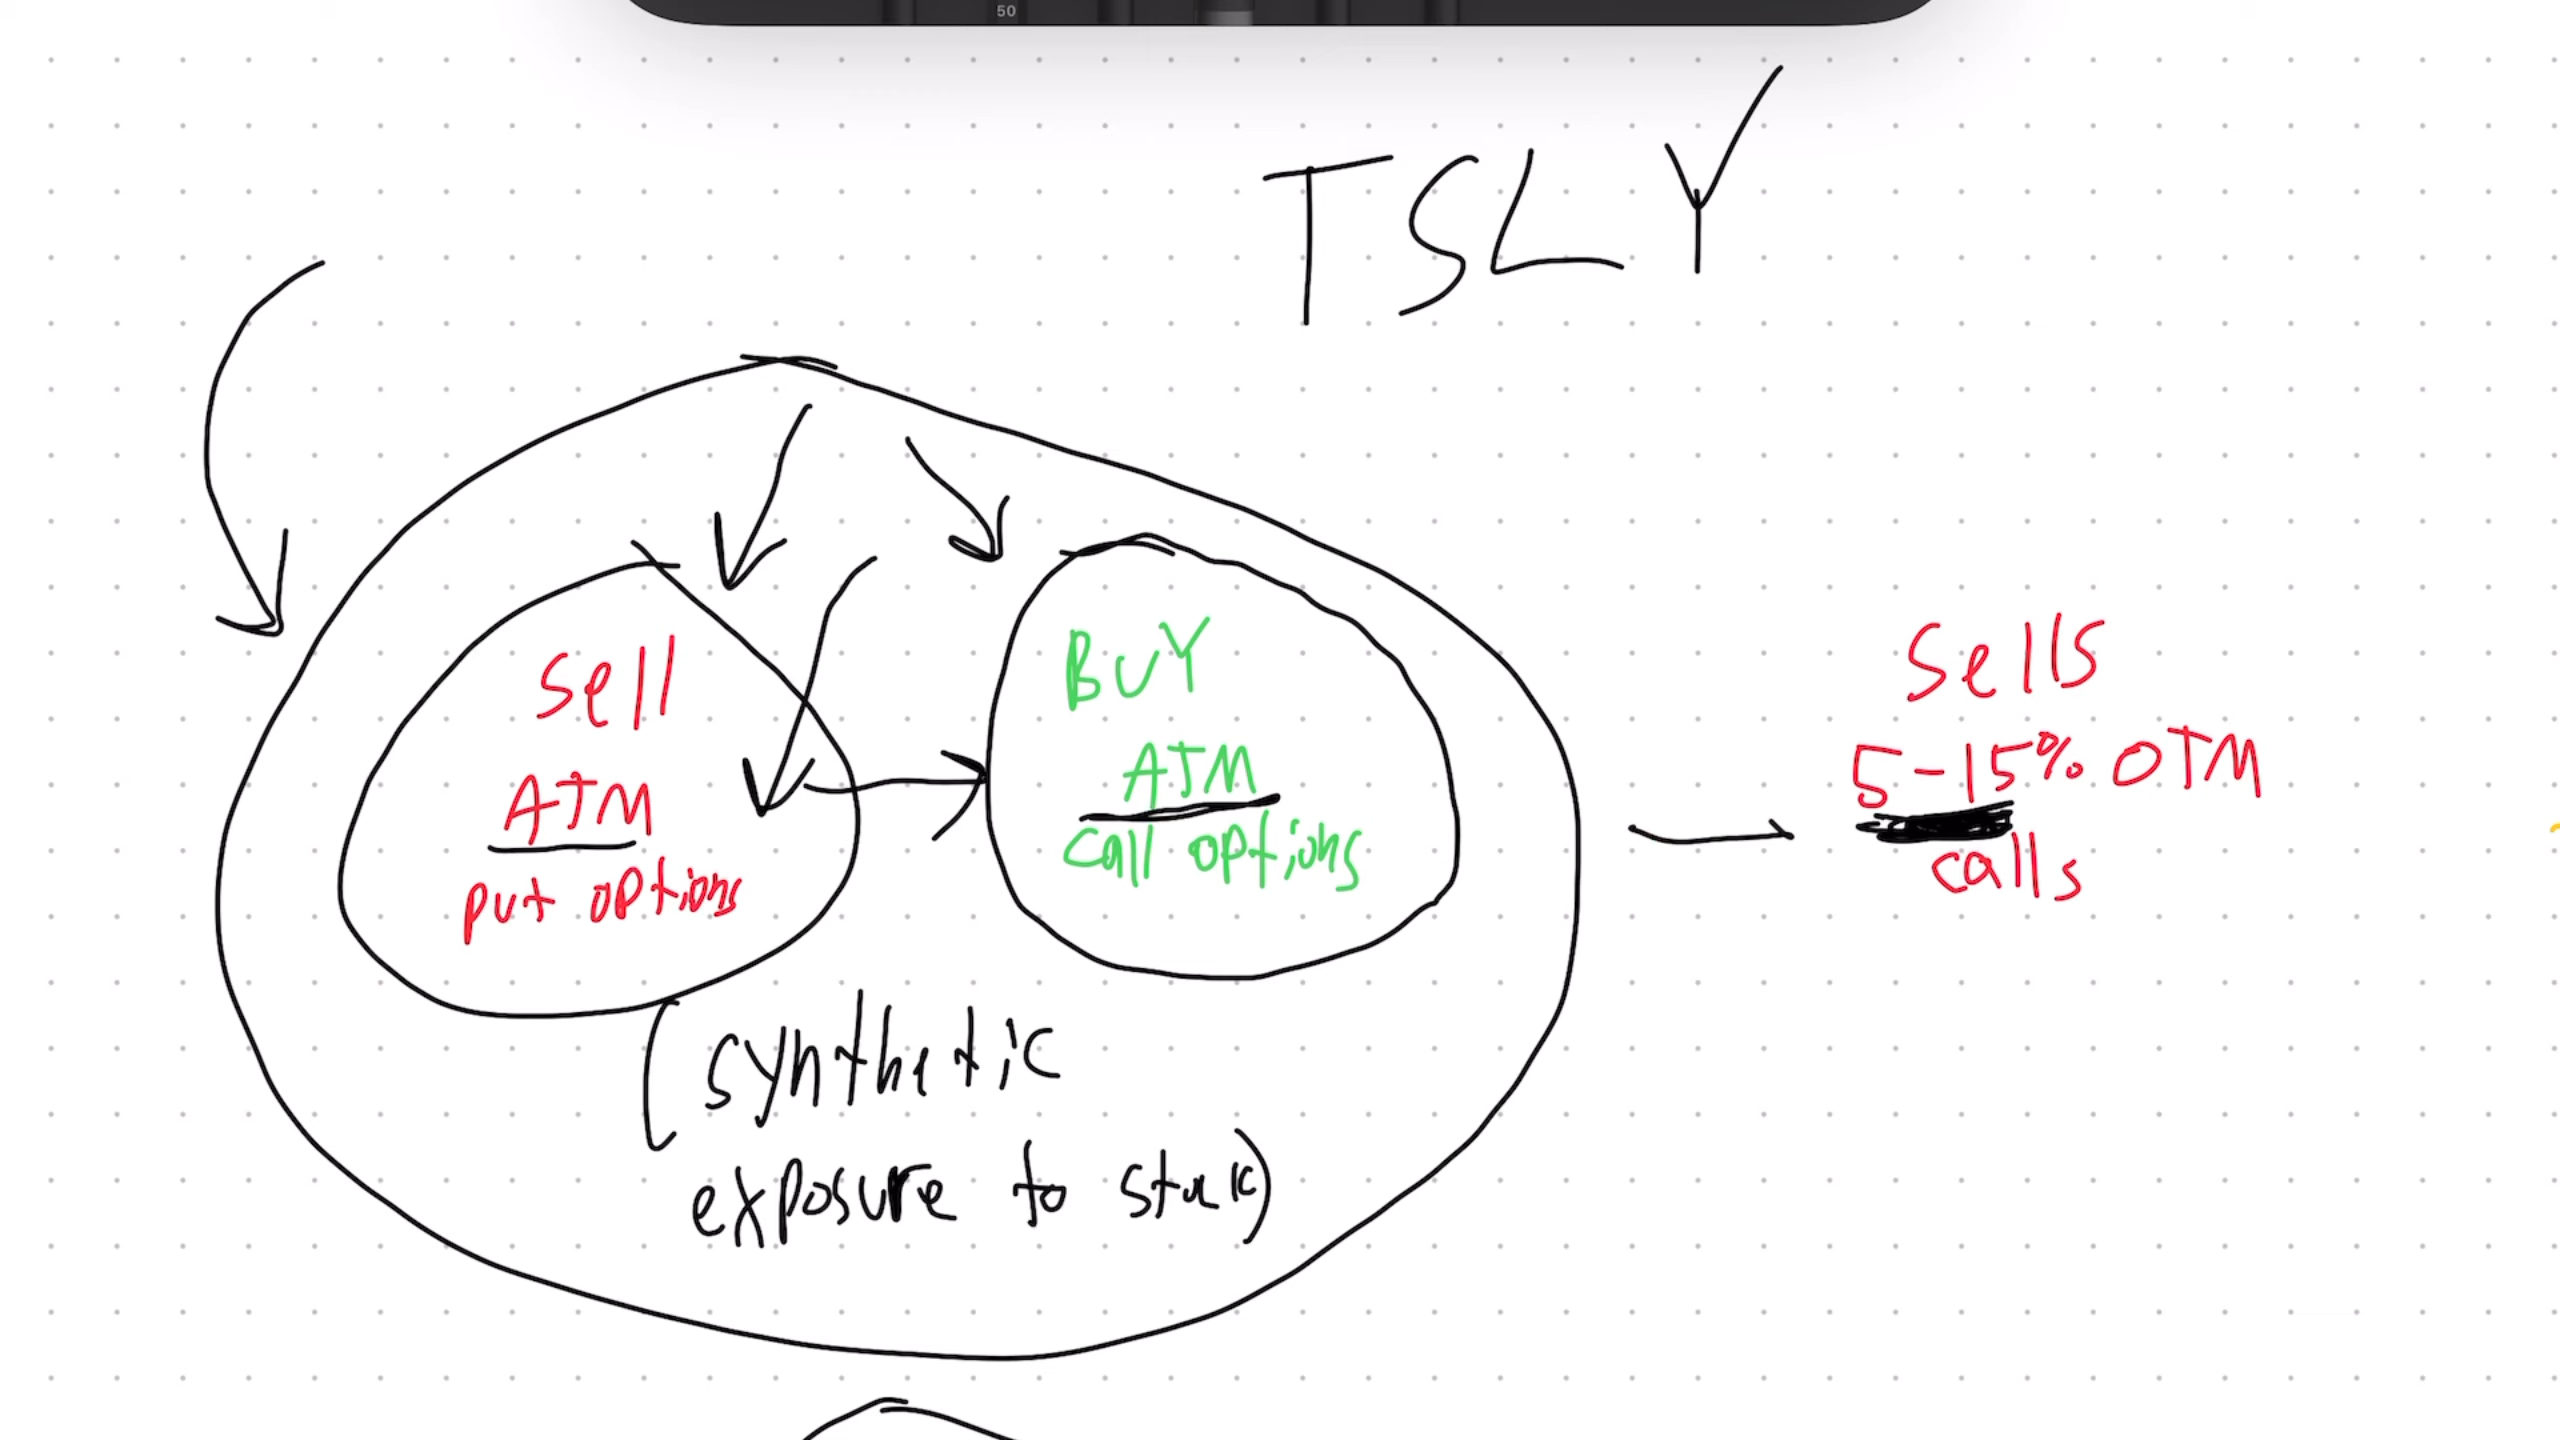 50
TSLY
Sell
ATM
put options
BUY
ATM
call options
Sells
5-15% OTM
calls
(synthetic
exposure to stock)